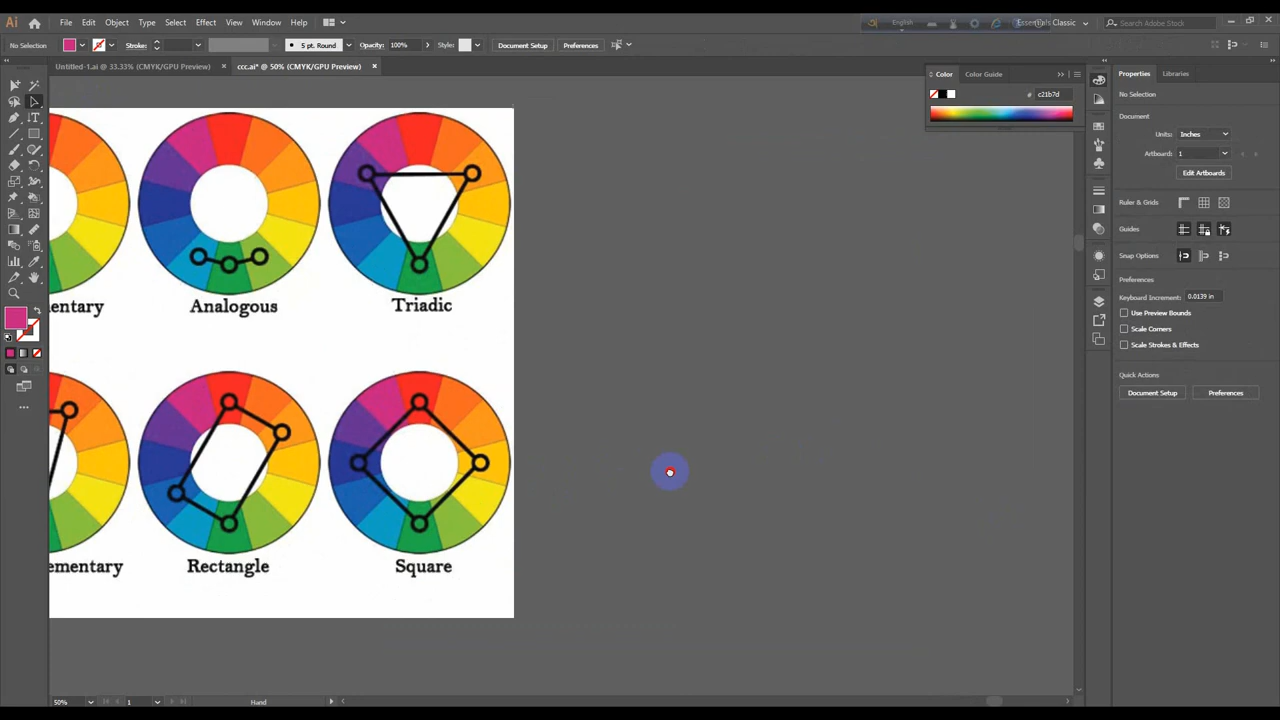 Ai File Edit Object Type Select Effect View Window Help English Essentials Classic Search Adobe Stock
No Selection Stroke: 5 pt. Round Opacity: 100% Style: Document Setup Preferences
Untitled-1.ai @ 33.33% (CMYK/GPU Preview) × ccc.ai* @ 50% (CMYK/GPU Preview) ×
Color Color Guide
# c21b7d
Properties Libraries
No Selection
Document
Units: Inches
Artboard: 1
Edit Artboards
Ruler & Grids
Guides
Snap Options
Preferences
Keyboard Increment: 0.0139 in
Use Preview Bounds
Scale Corners
Scale Strokes & Effects
Quick Actions
Document Setup Preferences
entary Analogous Triadic
ementary Rectangle Square
50% 1 Hand